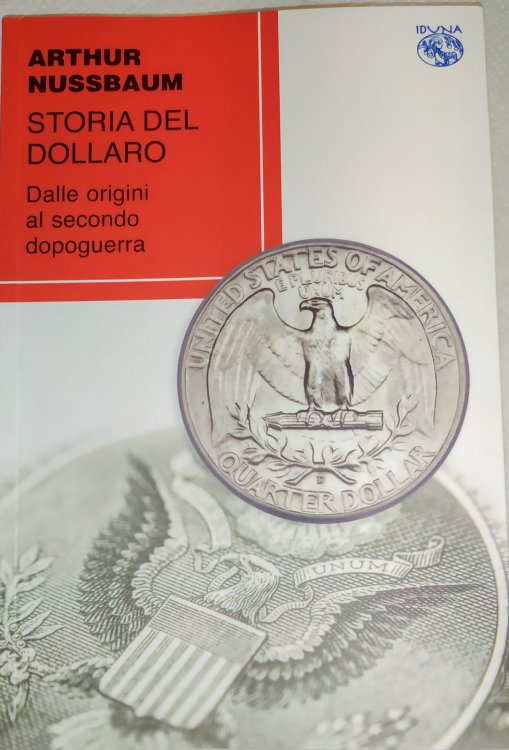 IDUNA
ARTHUR
NUSSBAUM
STORIA DEL
DOLLARO
Dalle origini
al secondo
dopoguerra
UNITED STATES OF AMERICA
E PLURIBUS
UNUM
D
QUARTER DOLLAR
UNUM